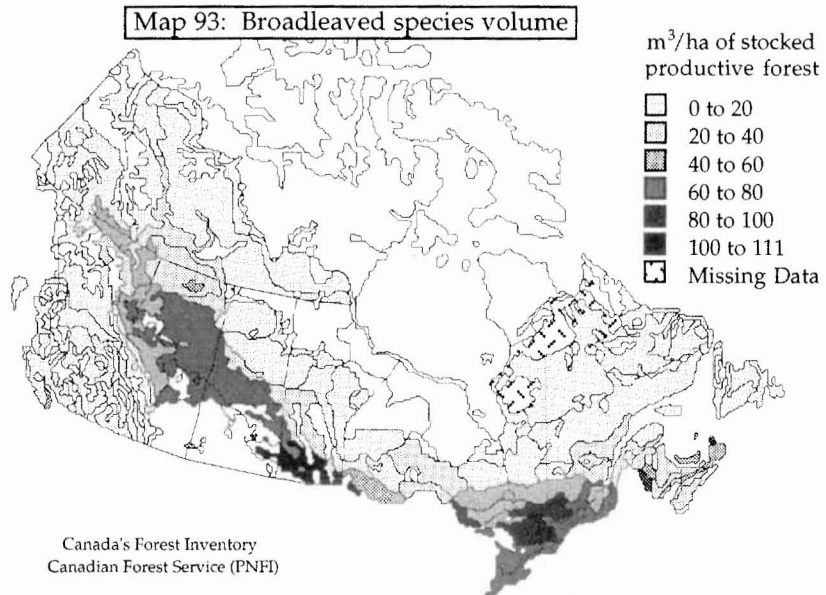 Map 93: Broadleaved species volume
m³/ha of stocked
productive forest
0 to 20
20 to 40
40 to 60
60 to 80
80 to 100
100 to 111
Missing Data
Canada's Forest Inventory
Canadian Forest Service (PNFI)